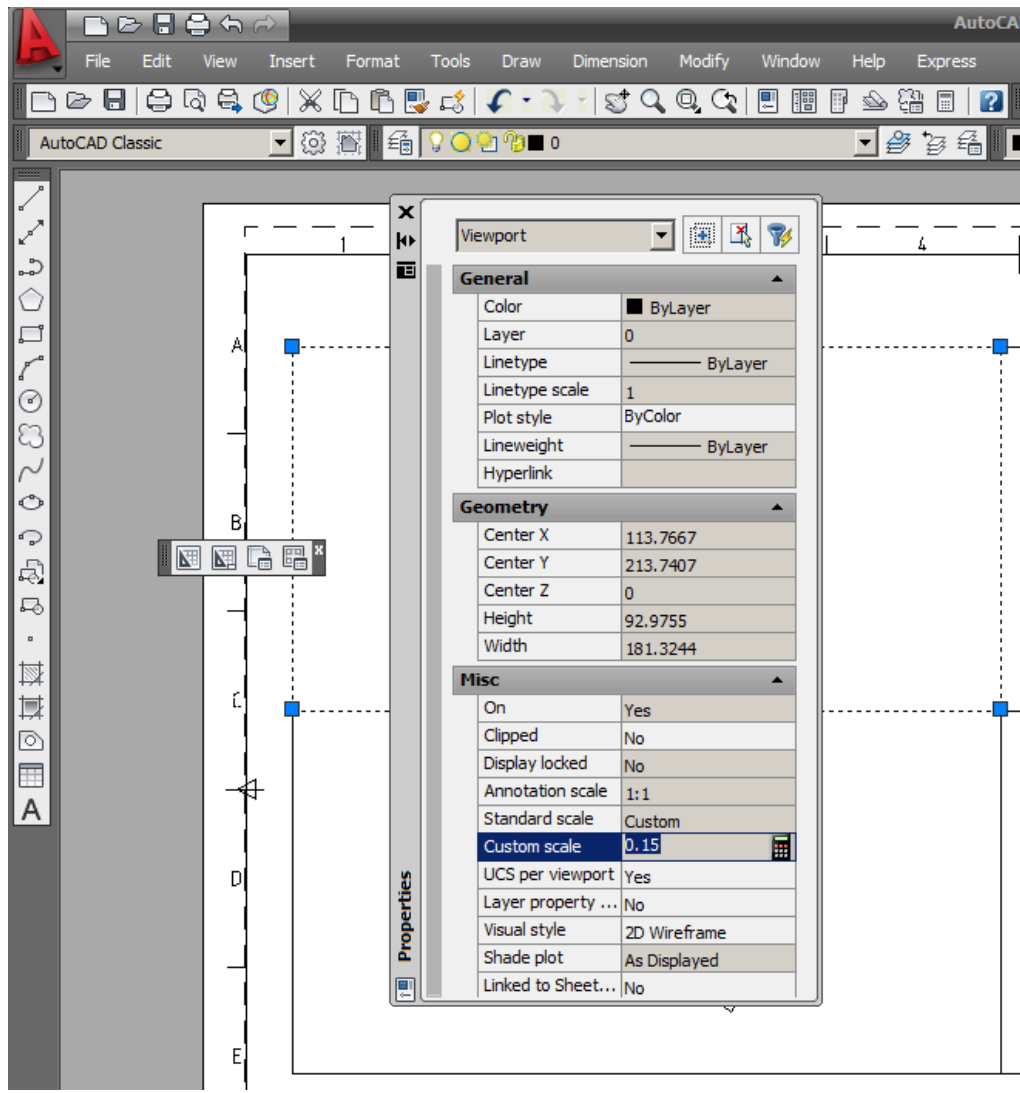 AutoCA
File Edit View Insert Format Tools Draw Dimension Modify Window Help Express
AutoCAD Classic 0
1 4
Viewport
General
Color ByLayer
Layer 0
Linetype ByLayer
Linetype scale 1
Plot style ByColor
Lineweight ByLayer
Hyperlink
Geometry
Center X 113.7667
Center Y 213.7407
Center Z 0
Height 92.9755
Width 181.3244
Misc
On Yes
Clipped No
Display locked No
Annotation scale 1:1
Standard scale Custom
Custom scale 0.15
UCS per viewport Yes
Layer property ... No
Visual style 2D Wireframe
Shade plot As Displayed
Linked to Sheet... No
Properties
A
B
C
D
E
A